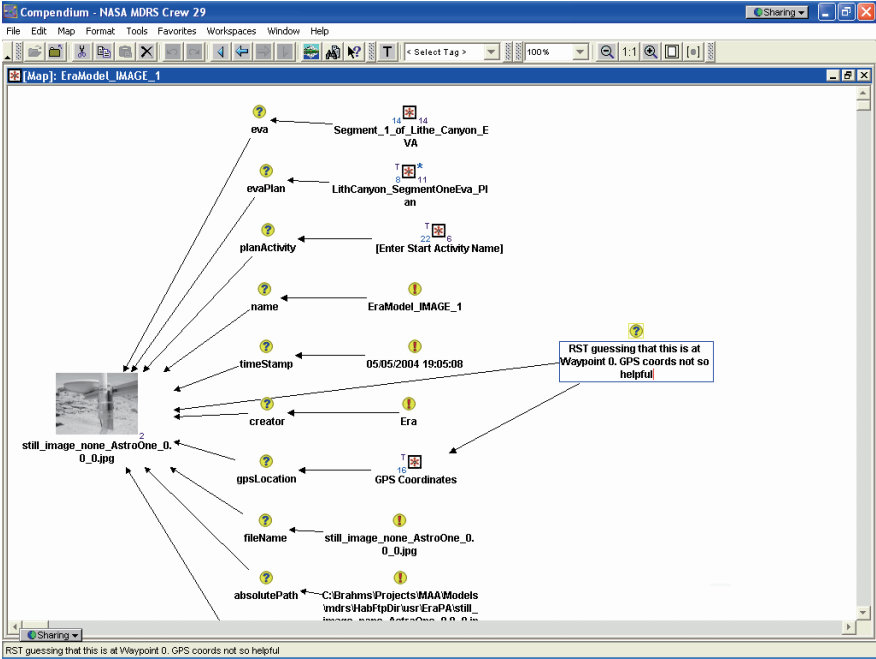 Compendium - NASA MDRS Crew 29
Sharing
File Edit Map Format Tools Favorites Workspaces Window Help
T < Select Tag > 100% 1:1
[Map]: EraModel_IMAGE_1
?
eva
14 14
Segment_1_of_Lithe_Canyon_E
VA
?
evaPlan
T *
8 11
LithCanyon_SegmentOneEva_Pl
an
?
planActivity
T
22 6
[Enter Start Activity Name]
?
name
!
EraModel_IMAGE_1
?
timeStamp
!
05/05/2004 19:05:08
?
RST guessing that this is at
Waypoint 0. GPS coords not so
helpful
?
creator
!
Era
2
still_image_none_AstroOne_0.
0_0.jpg
?
gpsLocation
T
16
GPS Coordinates
?
fileName
!
still_image_none_AstroOne_0.
0_0.jpg
?
absolutePath
!
C:\Brahms\Projects\MAA\Models
\mdrs\HabFtpDir\usr\EraPA\still_
Sharing
RST guessing that this is at Waypoint 0. GPS coords not so helpful